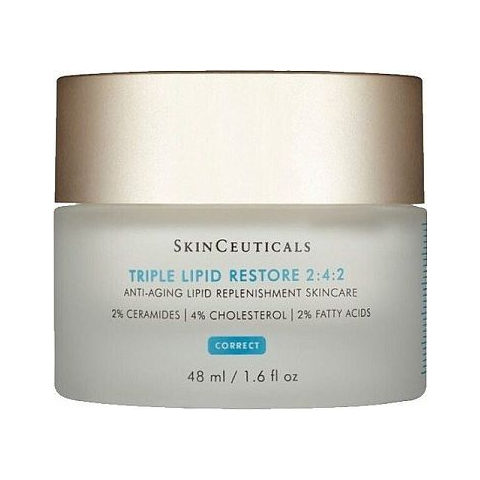 SKINCEUTICALS
TRIPLE LIPID RESTORE 2:4:2
ANTI-AGING LIPID REPLENISHMENT SKINCARE
2% CERAMIDES | 4% CHOLESTEROL | 2% FATTY ACIDS
CORRECT
48 ml / 1.6 fl oz